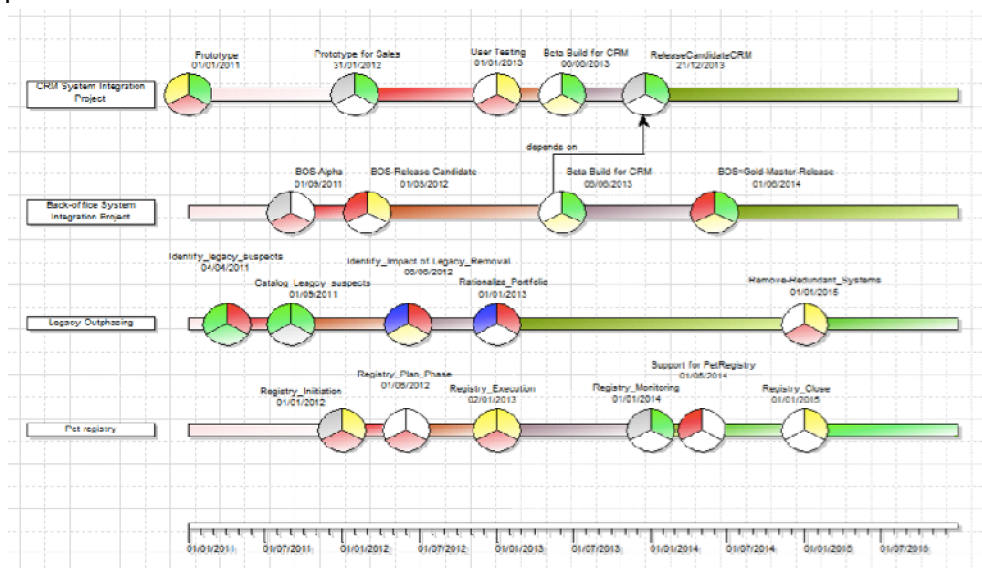 Prototype
01/01/2011
Prototype for Sales
31/01/2012
User Testing
01/01/2013
Beta Build for CRM
06/2013
ReleaseCandidateCRM
21/12/2013
CRM System Integration
Project
depends on
BOS-Alpha
01/09/2011
BOS-Release Candidate
01/03/2012
Beta Build for CRM
06/2013
BOS=Gold-Master-Release
01/06/2014
Back-office System
Integration Project
Identify_legacy_suspects
04/04/2011
Catalog_Leagcy_suspects
01/09/2011
Identify_Impact of Legacy_Removal
06/2012
Rationalize_Portfolio
01/01/2013
Remove-Redundant_Systems
01/01/2015
Legacy Outphasing
Registry_Initiation
01/01/2012
Registry_Plan_Phase
01/06/2012
Registry_Execution
02/01/2013
Registry_Monitoring
01/01/2014
Support for PetRegistry
Registry_Close
01/01/2015
Pet registry
01/01/2011 01/07/2011 01/01/2012 01/07/2012 01/01/2013 01/07/2013 01/01/2014 01/07/2014 01/01/2015 01/07/2015